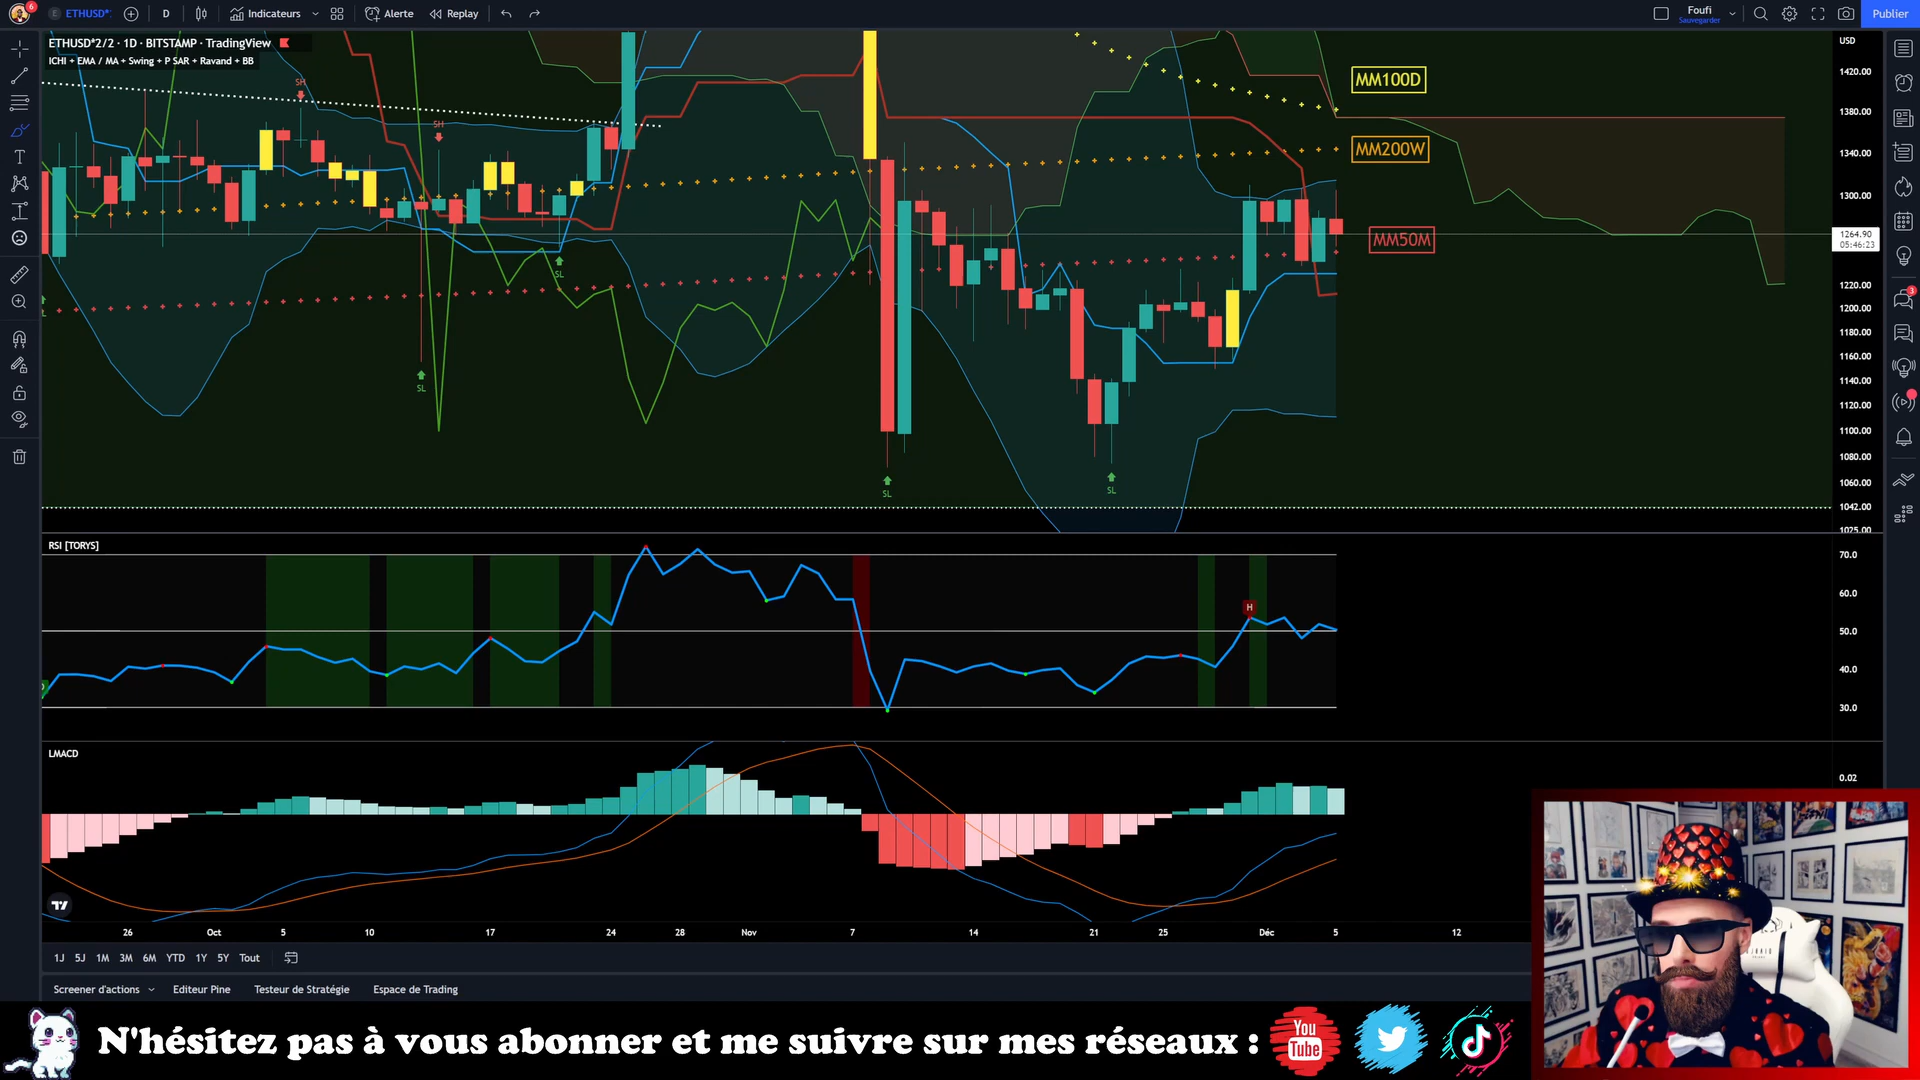 6
E ETHUSD*
D
Indicateurs
Alerte
Replay
Foufi
Sauvegarder
Publier
ETHUSD*2/2 · 1D · BITSTAMP · TradingView
ICHI + EMA / MA + Swing + P SAR + Ravand + BB
USD
1420.00
1380.00
1340.00
1300.00
1264.90
05:46:23
1220.00
1200.00
1180.00
1160.00
1140.00
1120.00
1100.00
1080.00
1060.00
1042.00
1025.00
MM100D
MM200W
MM50M
SH
SH
SL
SL
SL
SL
3
RSI [TORYS]
H
70.0
60.0
50.0
40.0
30.0
LMACD
0.02
26
Oct
5
10
17
24
28
Nov
7
14
21
25
Déc
5
12
1J 5J 1M 3M 6M YTD 1Y 5Y Tout
Screener d'actions
Editeur Pine
Testeur de Stratégie
Espace de Trading
N'hésitez pas à vous abonner et me suivre sur mes réseaux :
You
Tube